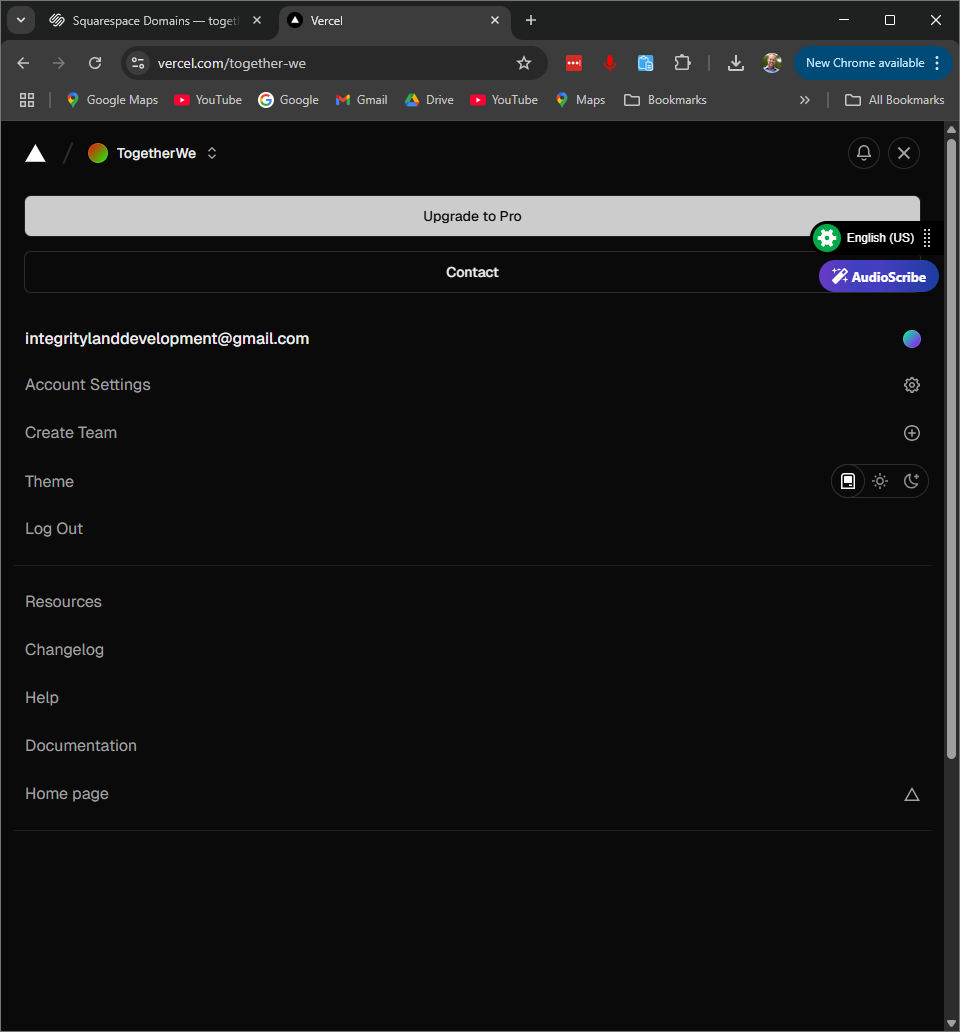 Squarespace Domains — toget
Vercel
vercel.com/together-we
New Chrome available
Google Maps
YouTube
Google
Gmail
Drive
YouTube
Maps
Bookmarks
All Bookmarks
TogetherWe
Upgrade to Pro
English (US)
Contact
AudioScribe
integritylanddevelopment@gmail.com
Account Settings
Create Team
Theme
Log Out
Resources
Changelog
Help
Documentation
Home page